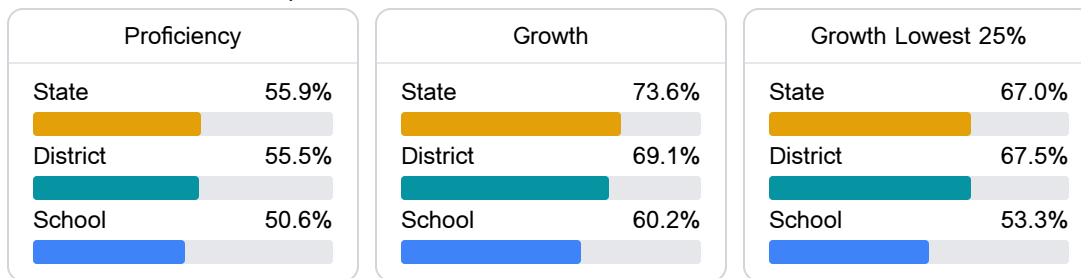 Proficiency
State 55.9%
District 55.5%
School 50.6%
Growth
State 73.6%
District 69.1%
School 60.2%
Growth Lowest 25%
State 67.0%
District 67.5%
School 53.3%